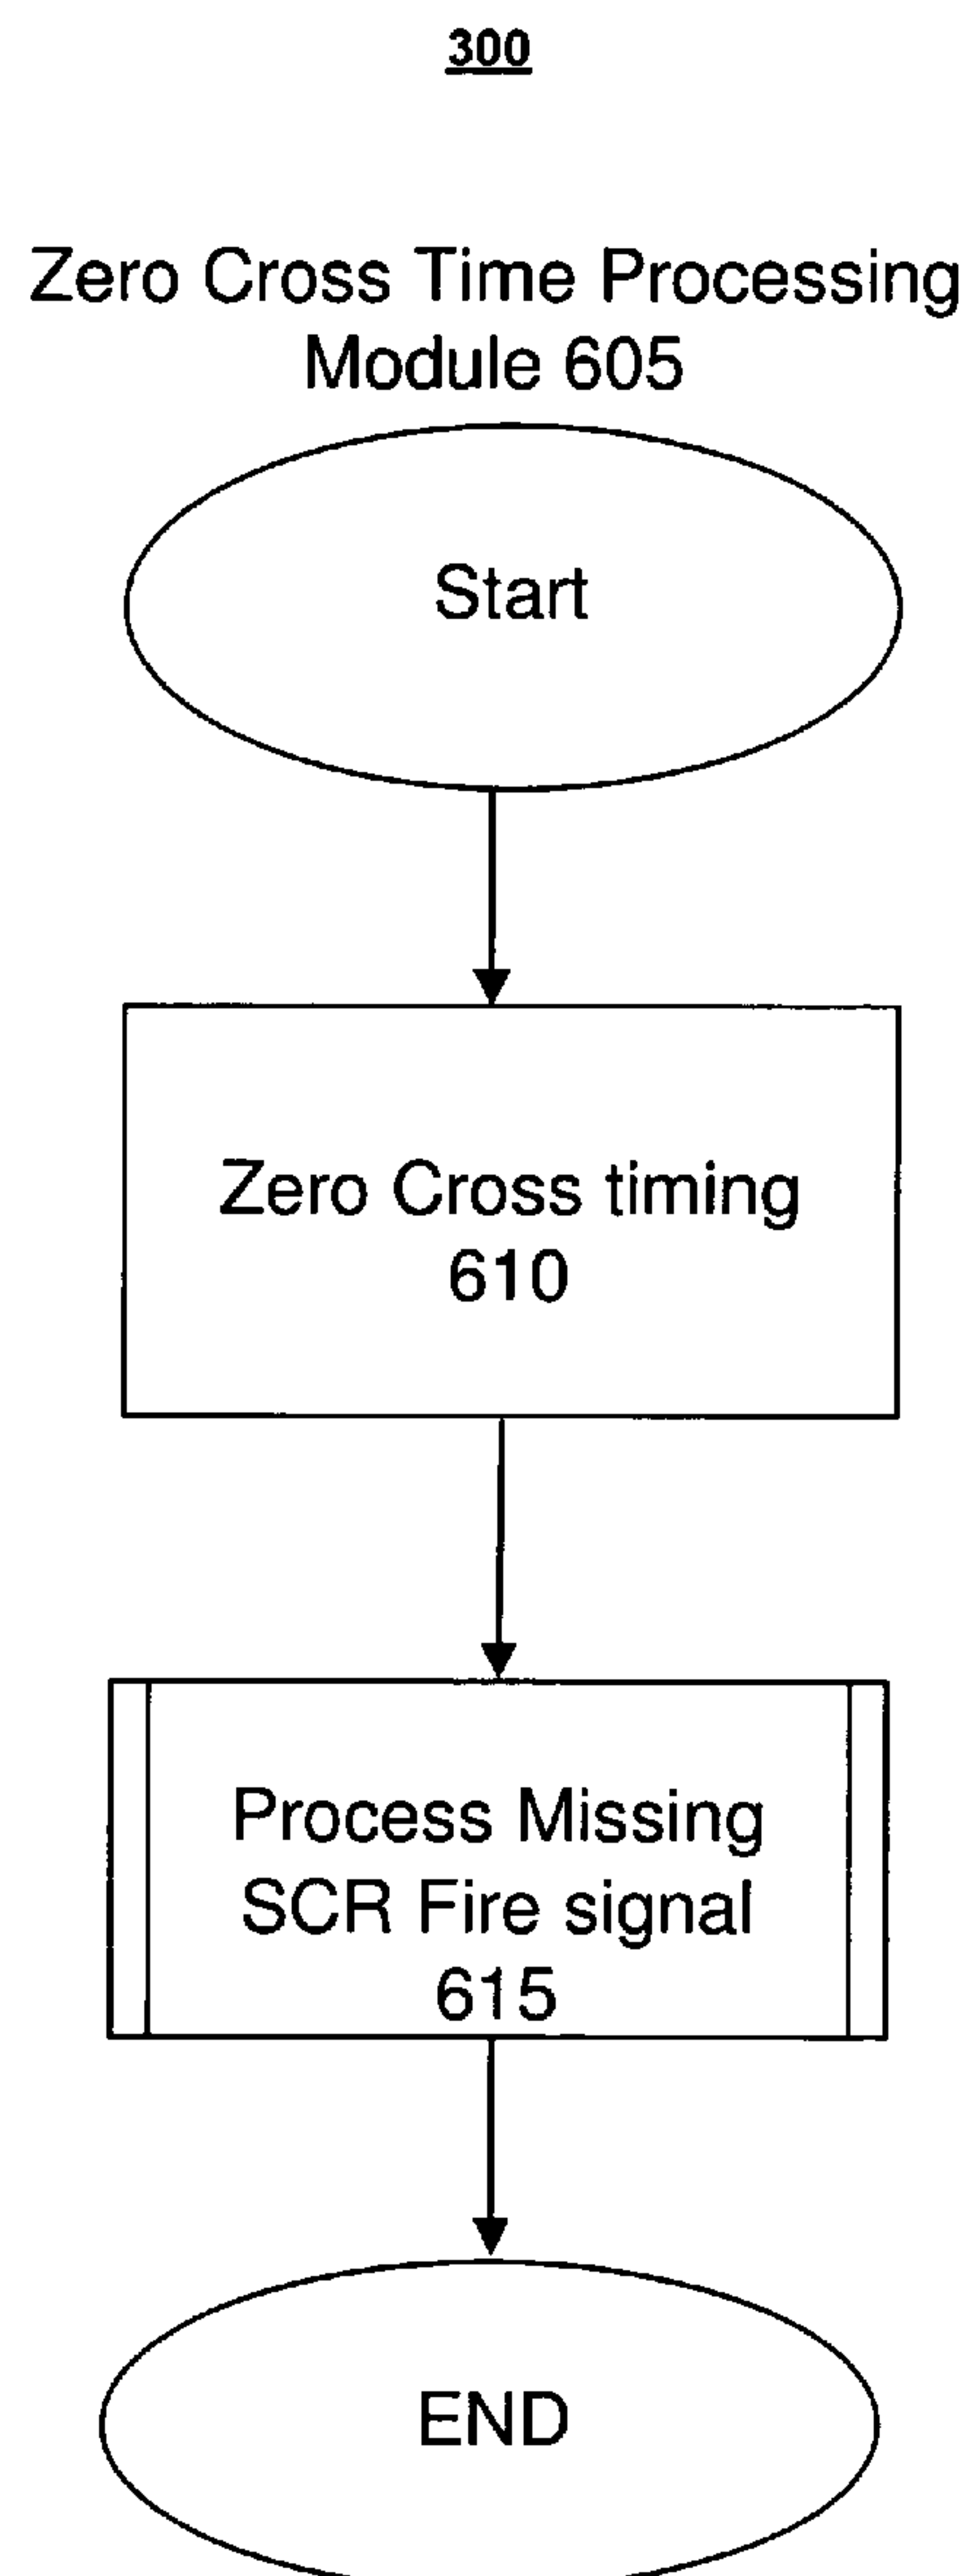 300
Zero Cross Time Processing
Module 605
Start
Zero Cross timing
610
Process Missing
SCR Fire signal
615
END